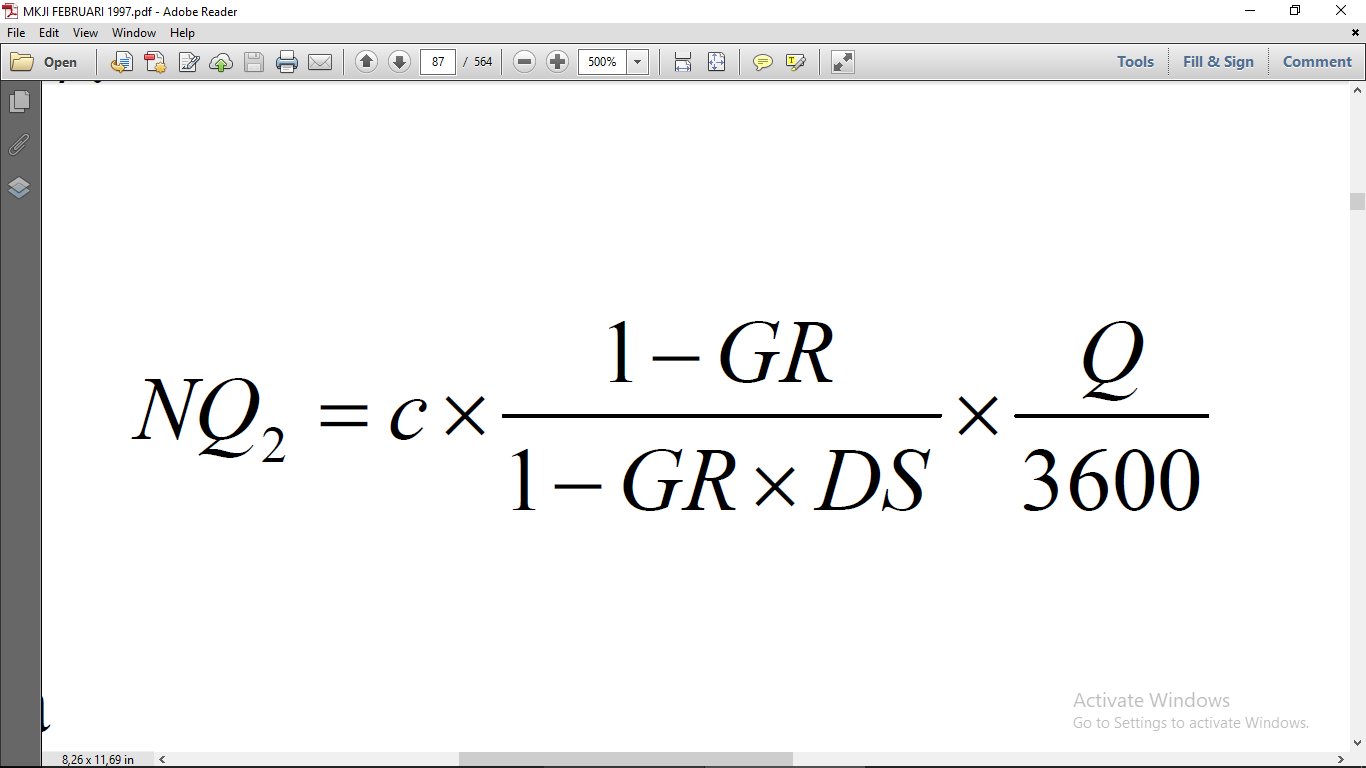 MKJI FEBRUARI 1997.pdf - Adobe Reader
File Edit View Window Help
Open 87 / 564 500% Tools Fill & Sign Comment
NQ₂ = c × (1 − GR) / (1 − GR × DS) × Q / 3600
Activate Windows
Go to Settings to activate Windows.
8,26 x 11,69 in